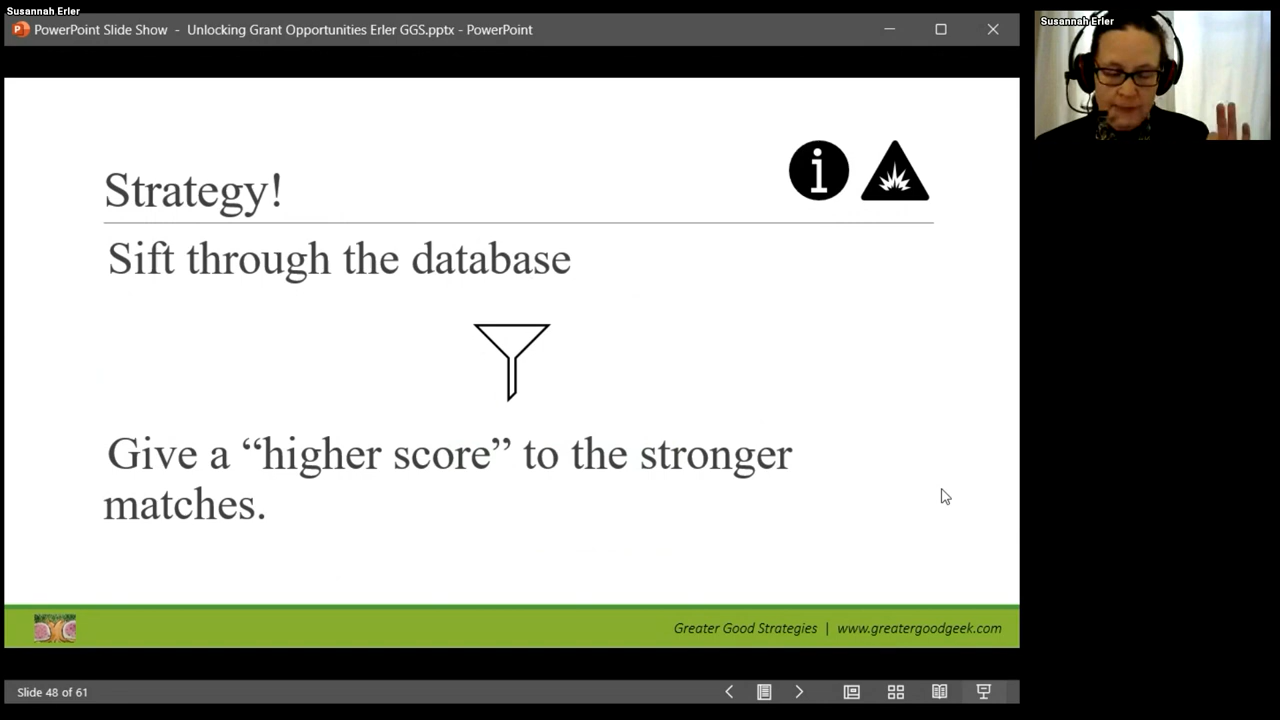 Susannah Erler
PowerPoint Slide Show - Unlocking Grant Opportunities Erler GGS.pptx - PowerPoint
Susannah Erler
Strategy!
Sift through the database
Give a “higher score” to the stronger
matches.
Greater Good Strategies | www.greatergoodgeek.com
Slide 48 of 61